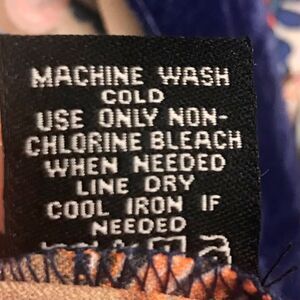 MACHINE WASH
COLD
USE ONLY NON-
CHLORINE BLEACH
WHEN NEEDED
LINE DRY
COOL IRON IF
NEEDED